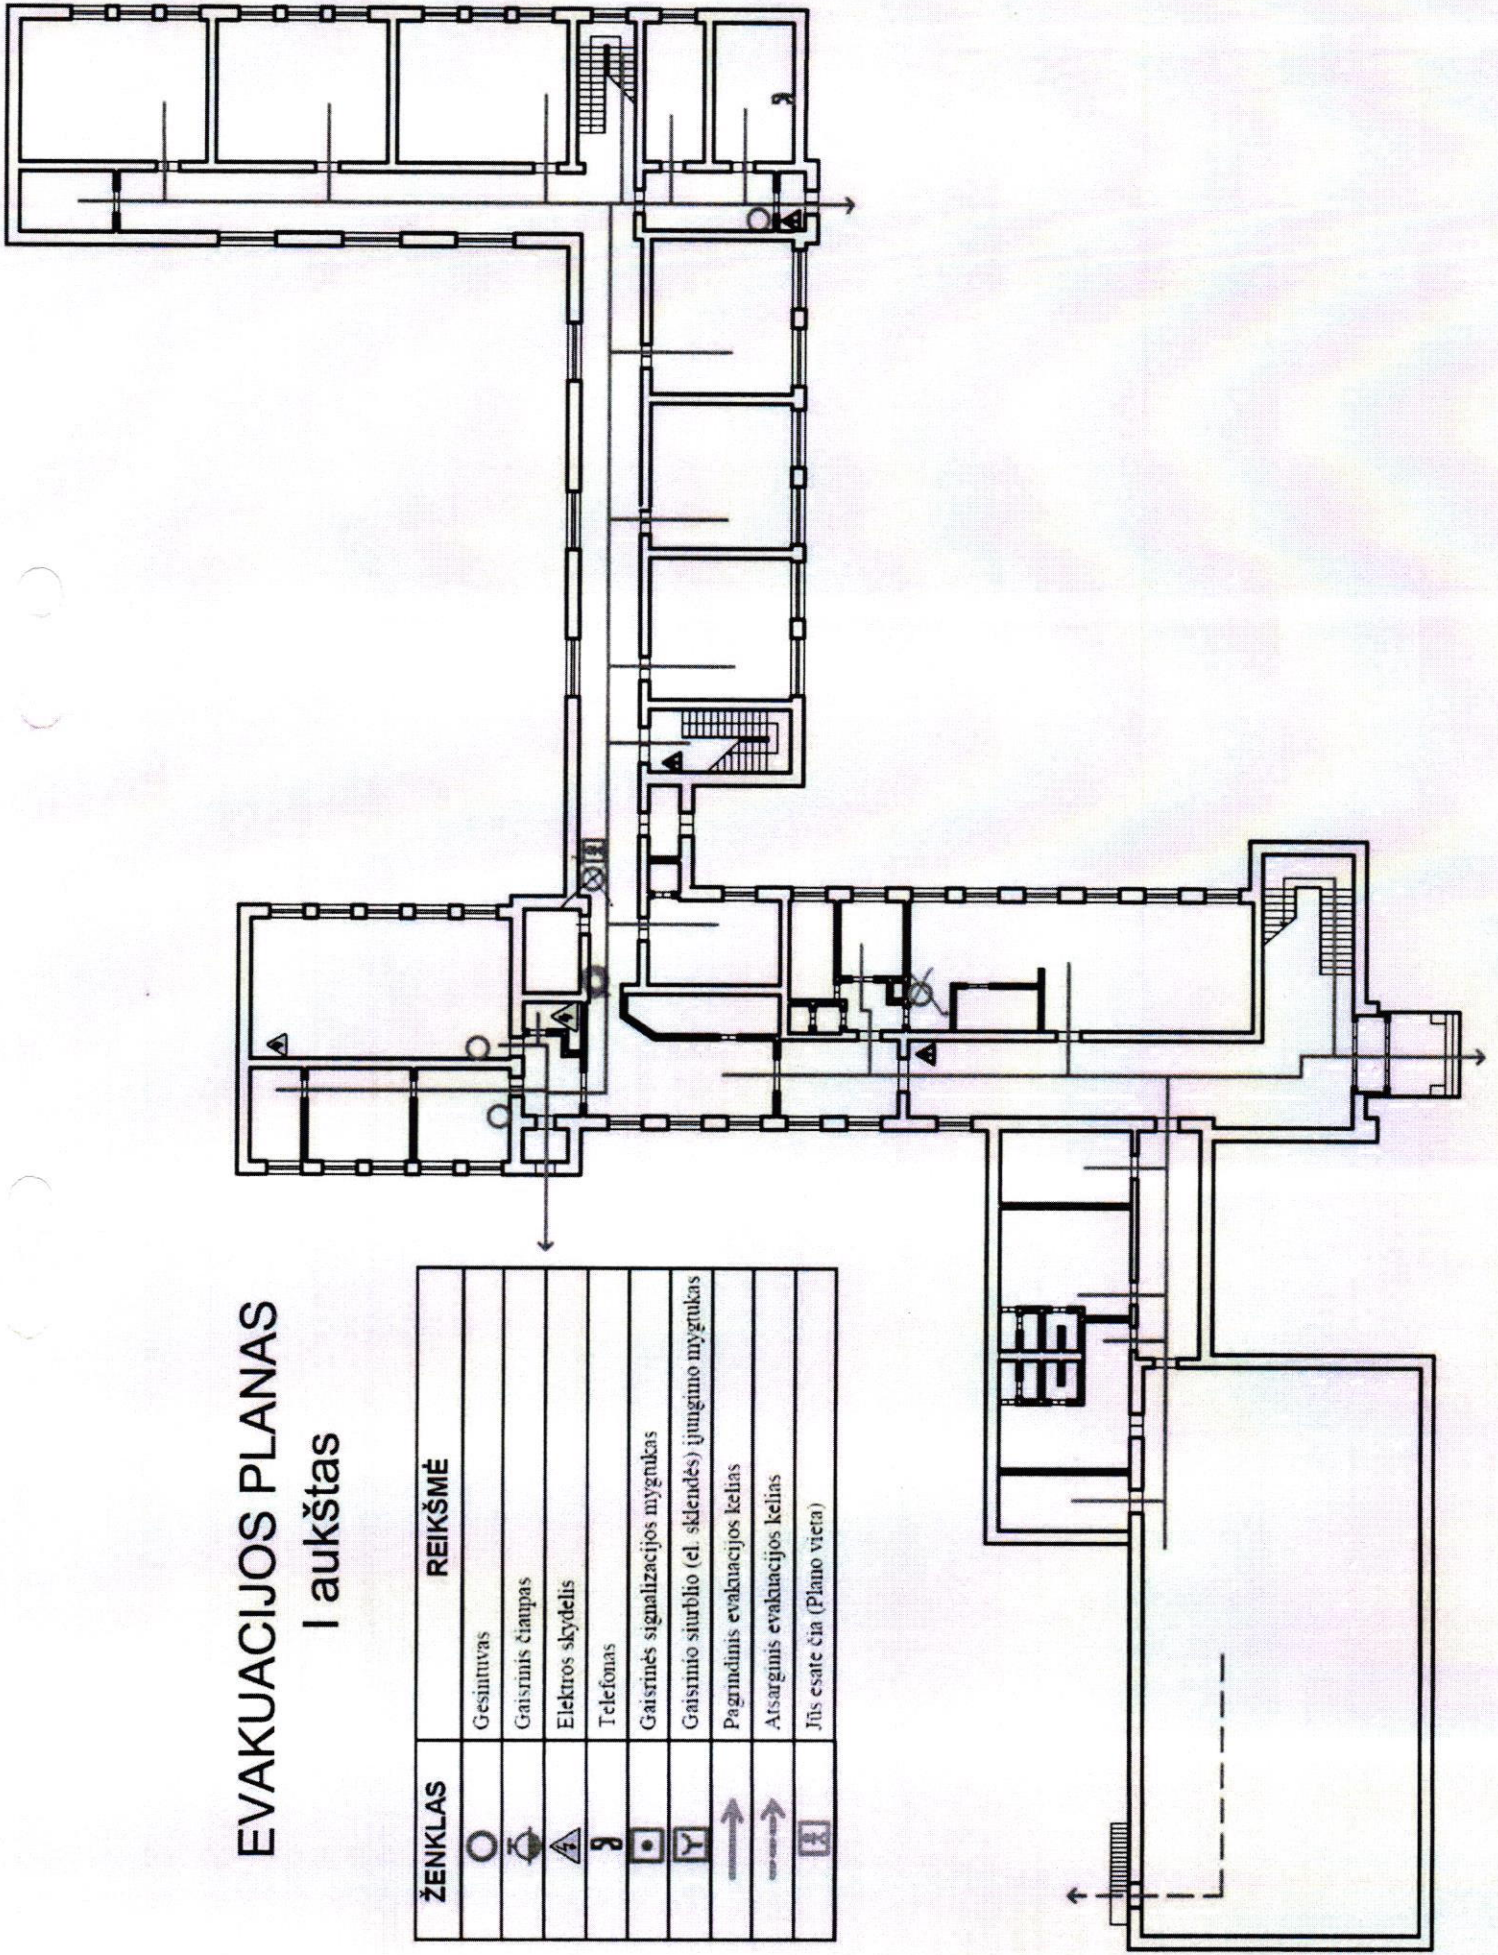 EVAKUACIJOS PLANAS
I aukštas
ŽENKLAS REIKŠMĖ
Gesintuvas
Gaisrinis čiaupas
Elektros skydelis
Telefonas
Gaisrinės signalizacijos mygtukas
Gaisrinio siurblio (el. sklendės) įjungimo mygtukas
Pagrindinis evakuacijos kelias
Atsarginis evakuacijos kelias
Jūs esate čia (Plano vieta)